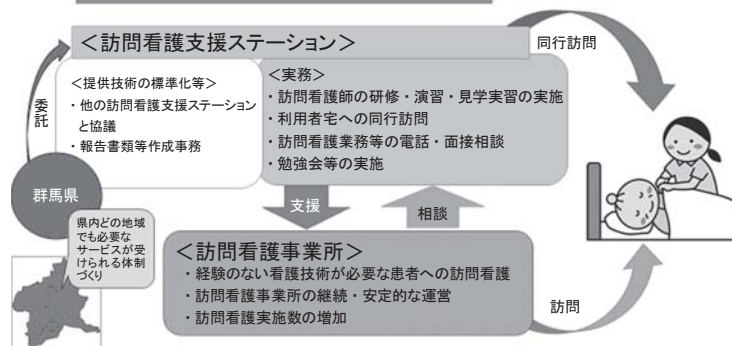 ＜訪問看護支援ステーション＞
同行訪問
委託
＜提供技術の標準化等＞
・他の訪問看護支援ステーション
と協議
・報告書類等作成事務
＜実務＞
・訪問看護師の研修・演習・見学実習の実施
・利用者宅への同行訪問
・訪問看護業務等の電話・面接相談
・勉強会等の実施
群馬県
県内どの地域
でも必要な
サービスが受
けられる体制
づくり
支援
相談
＜訪問看護事業所＞
・経験のない看護技術が必要な患者への訪問看護
・訪問看護事業所の継続・安定的な運営
・訪問看護実施数の増加
訪問